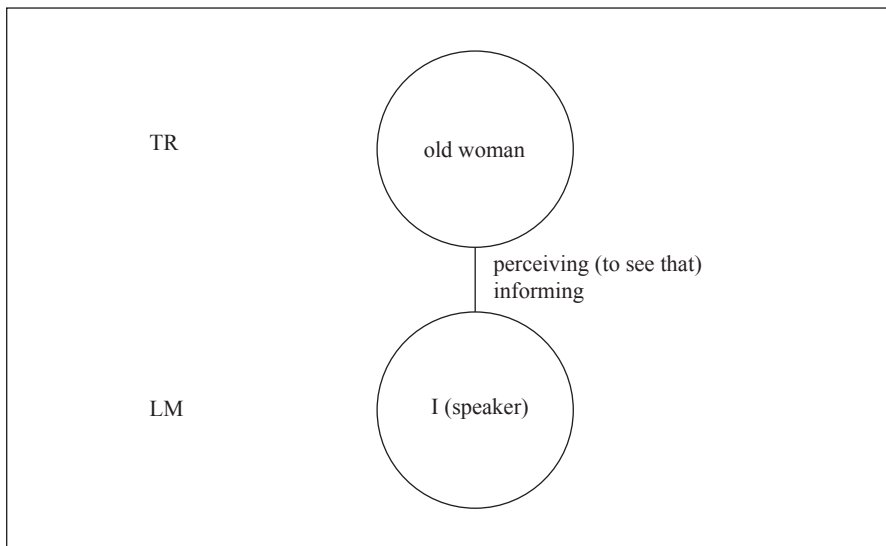 TR
old woman
perceiving (to see that)
informing
LM
I (speaker)